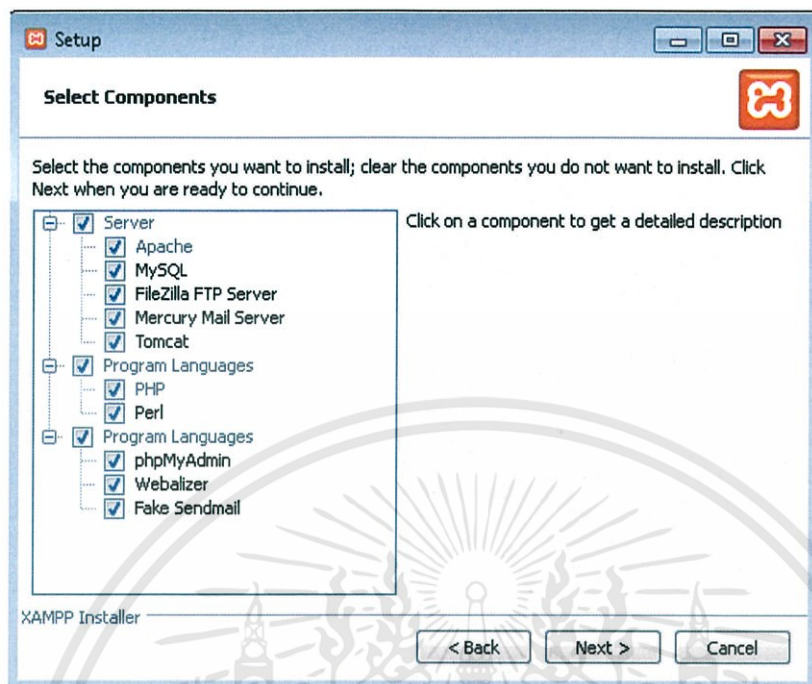 Setup
Select Components
Select the components you want to install; clear the components you do not want to install. Click
Next when you are ready to continue.
Server
Apache
MySQL
FileZilla FTP Server
Mercury Mail Server
Tomcat
Program Languages
PHP
Perl
Program Languages
phpMyAdmin
Webalizer
Fake Sendmail
Click on a component to get a detailed description
XAMPP Installer
< Back
Next >
Cancel